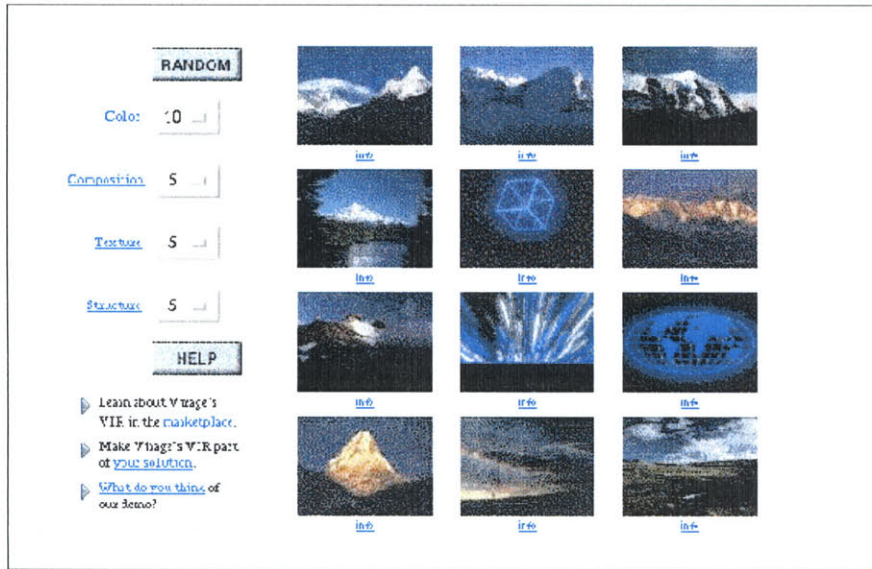 RANDOM
Color 10
Composition 5
Texture 5
Structure 5
HELP
Learn about Virage's
VIR in the marketplace.
Make Virage's VIR part
of your solution.
What do you think of
our demo?
info
info
info
info
info
info
info
info
info
info
info
info